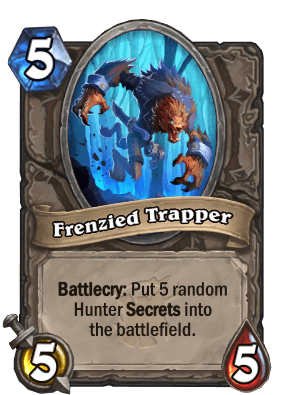 5
Frenzied Trapper
Battlecry: Put 5 random
Hunter Secrets into
the battlefield.
5
5